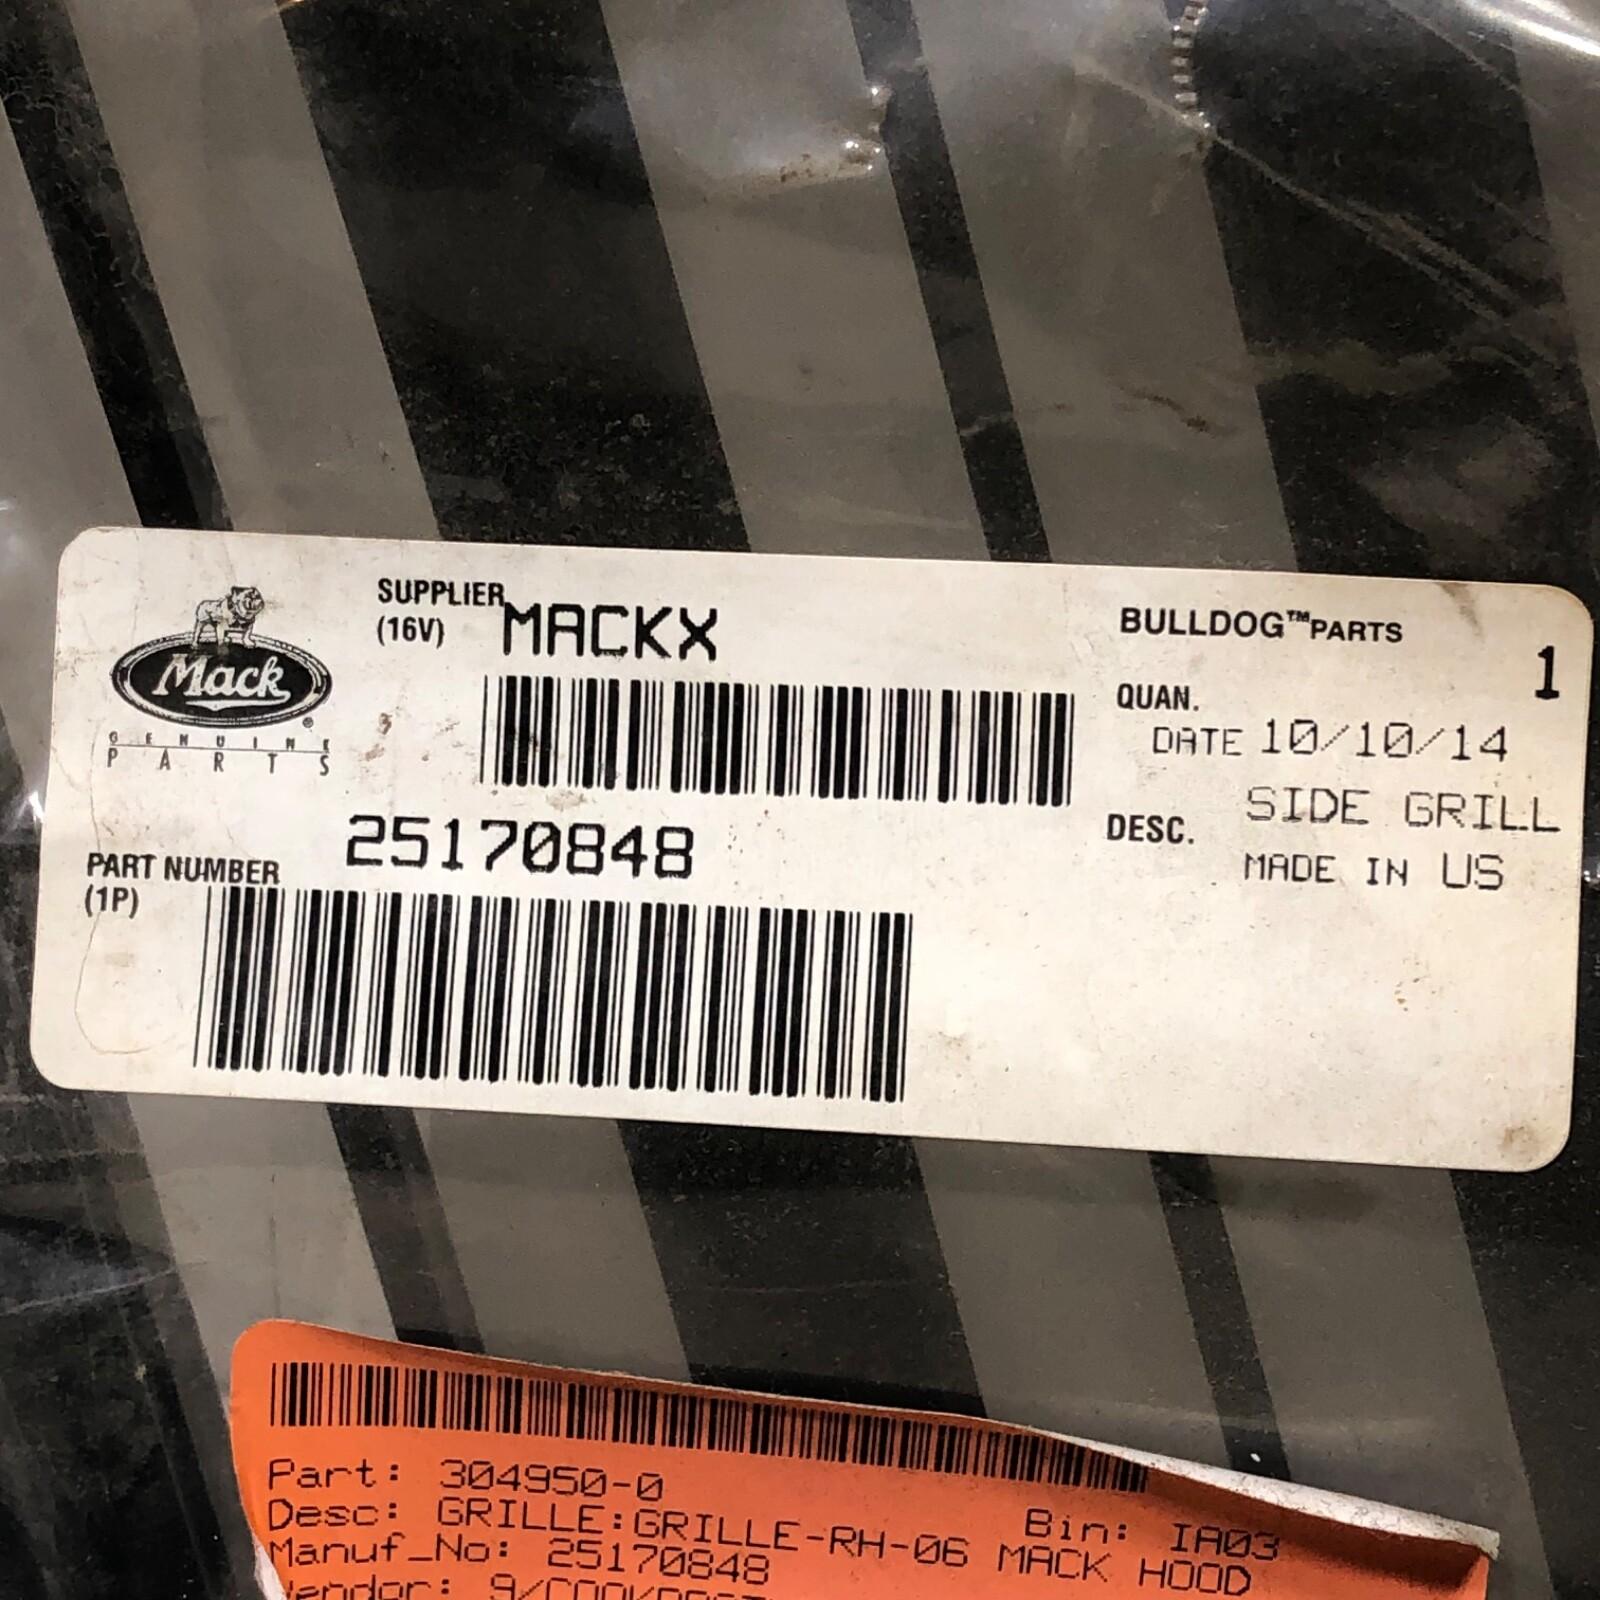 SUPPLIER
(16V)
MACKX
BULLDOG™PARTS
1
Mack
®
GENUINE
PARTS
QUAN.
DATE 10/10/14
DESC.
SIDE GRILL
MADE IN US
PART NUMBER
(1P)
25170848
Part: 304950-0
Bin: IA03
Desc: GRILLE:GRILLE-RH-06 MACK HOOD
Manuf_No: 25170848